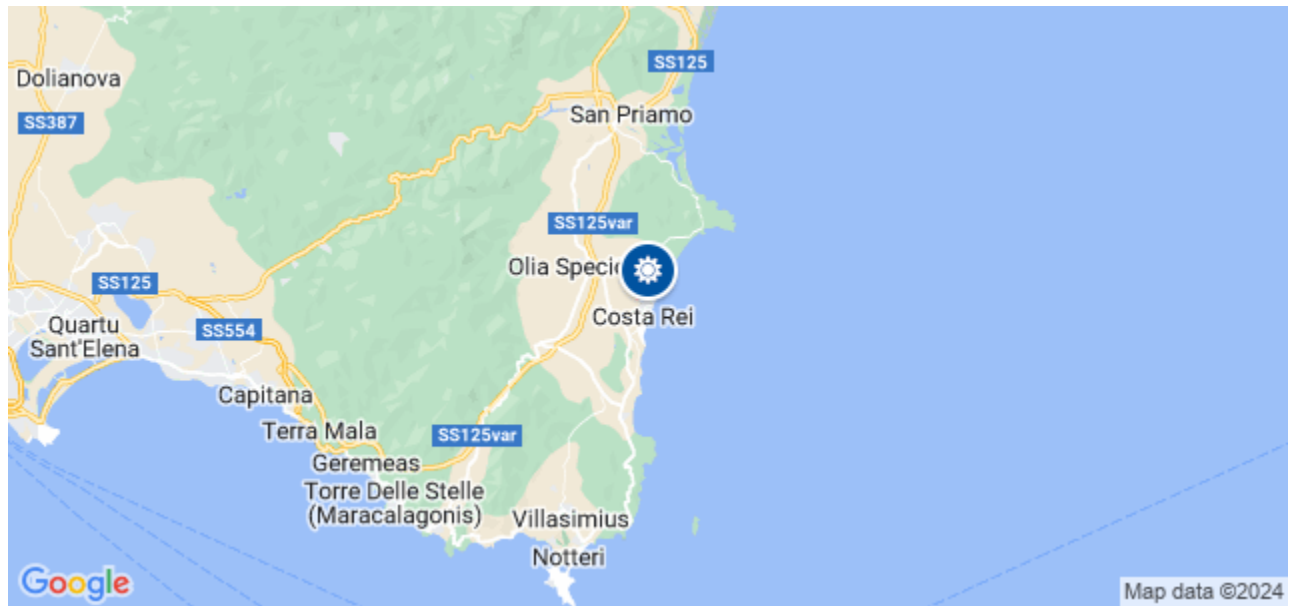 Dolianova
SS125
SS387
San Priamo
SS125var
Olia Speci
SS125
Costa Rei
Quartu
Sant'Elena
SS554
Capitana
Terra Mala
SS125var
Geremeas
Torre Delle Stelle
(Maracalagonis)
Villasimius
Notteri
Google
Map data ©2024